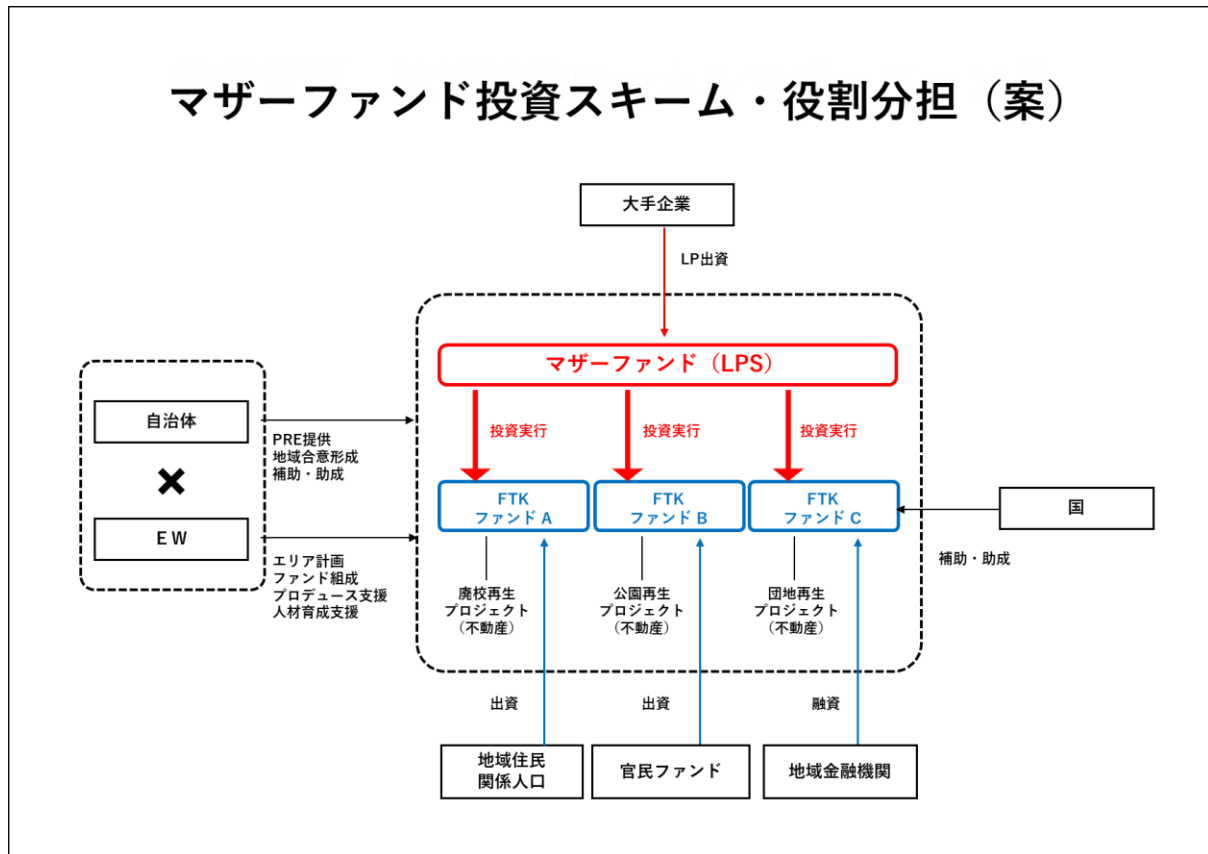 マザーファンド投資スキーム・役割分担（案）
大手企業
LP出資
マザーファンド（LPS）
自治体
PRE提供
地域合意形成
補助・助成
投資実行
投資実行
投資実行
FTK
ファンド A
FTK
ファンド B
FTK
ファンド C
国
補助・助成
EW
エリア計画
ファンド組成
プロデュース支援
人材育成支援
廃校再生
プロジェクト
（不動産）
公園再生
プロジェクト
（不動産）
団地再生
プロジェクト
（不動産）
出資
出資
融資
地域住民
関係人口
官民ファンド
地域金融機関